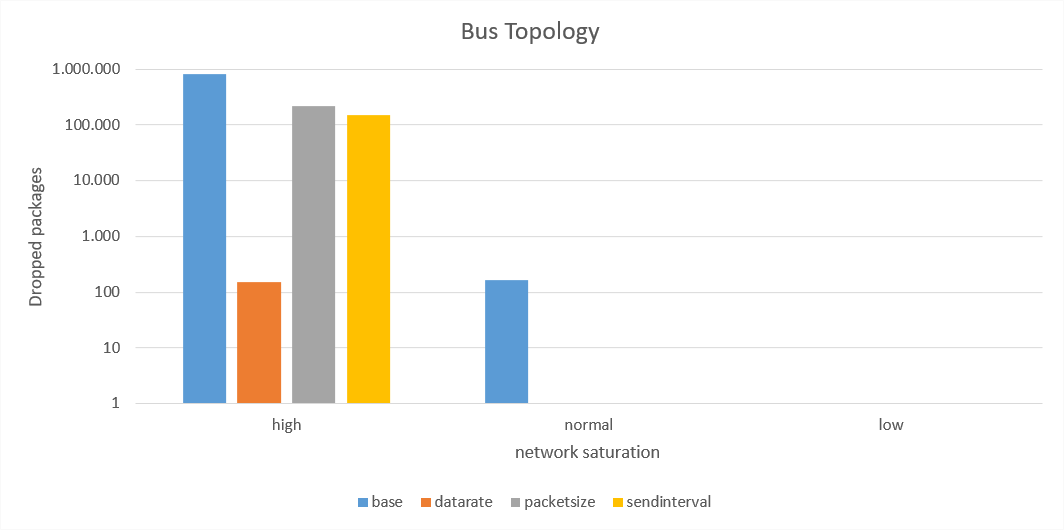 Bus Topology
Dropped packages
1.000.000
100.000
10.000
1.000
100
10
1
high normal low
network saturation
base datarate packetsize sendinterval